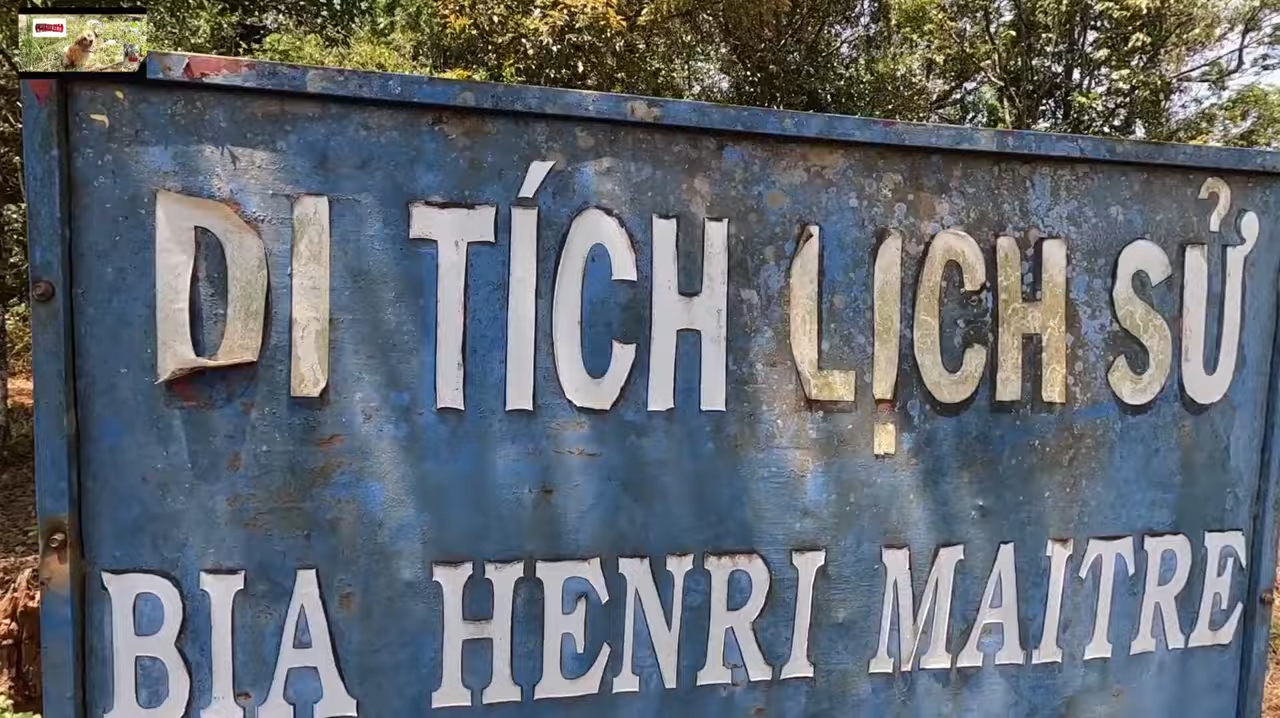 DI TÍCH LỊCH SỬ
BIA HENRI MAITRE